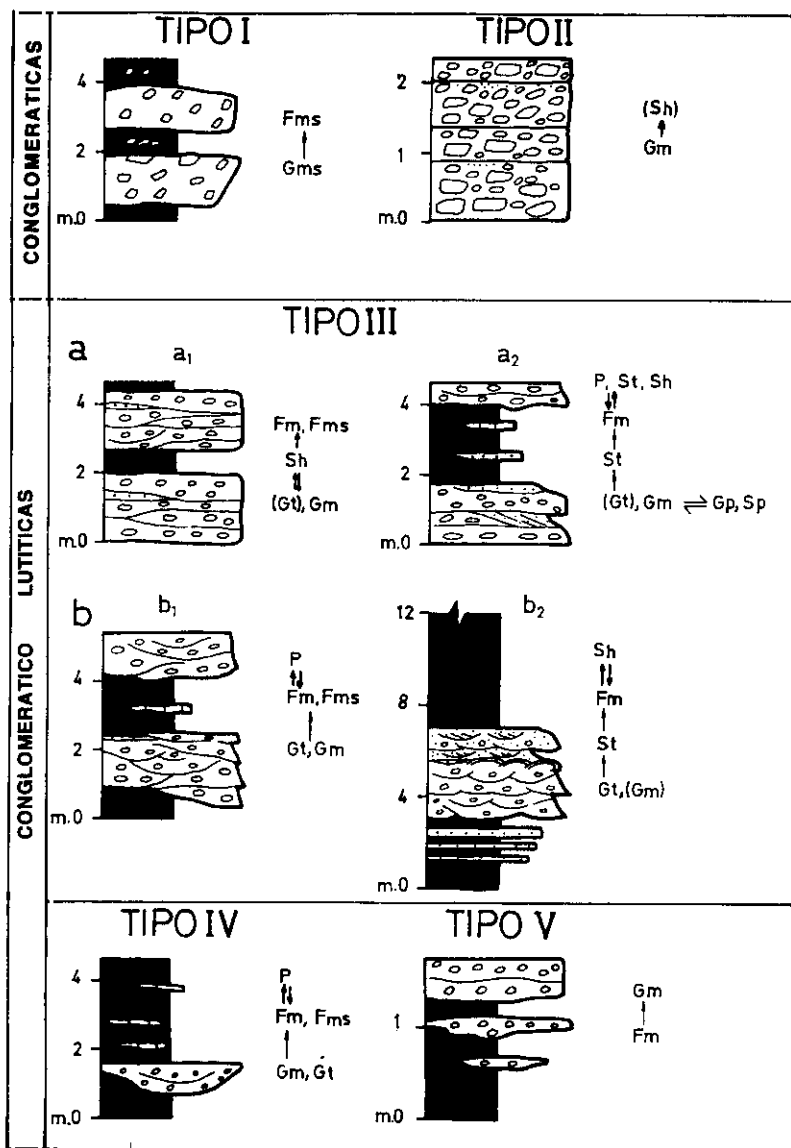 TIPO I
TIPO II
CONGLOMERATICAS
4
2
m.0
Fms
Gms
2
1
m.0
(Sh)
Gm
TIPO III
CONGLOMERATICO LUTITICAS
a
a1
4
2
m.0
Fm, Fms
Sh
(Gt), Gm
a2
4
2
m.0
P, St, Sh
Fm
St
(Gt), Gm ⇌ Gp, Sp
b
b1
4
2
m.0
P
Fm, Fms
Gt, Gm
b2
12
8
4
m.0
Sh
Fm
St
Gt, (Gm)
TIPO IV
4
2
m.0
P
Fm, Fms
Gm, Gt
TIPO V
1
m.0
Gm
Fm